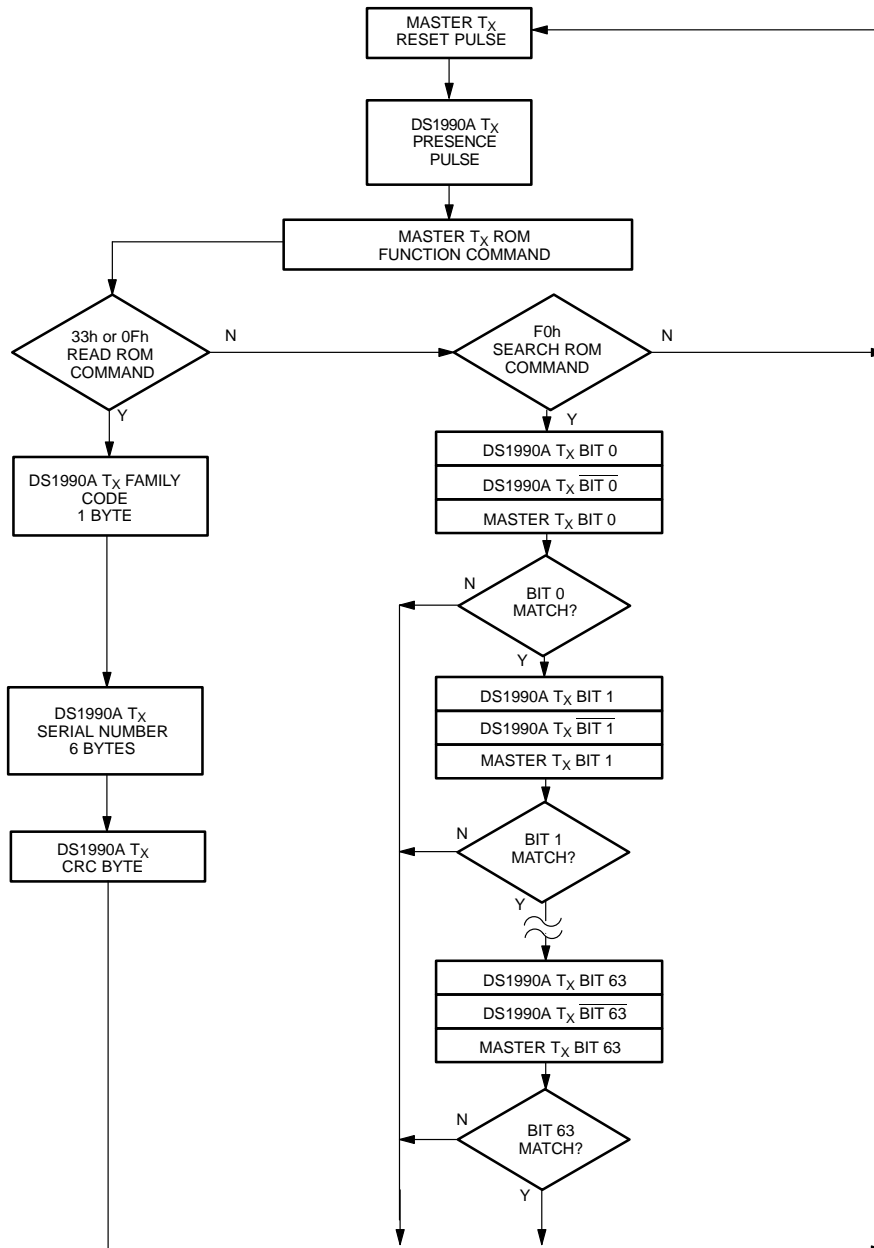 MASTER TX
RESET PULSE
DS1990A TX
PRESENCE
PULSE
MASTER TX ROM
FUNCTION COMMAND
33h or 0Fh
READ ROM
COMMAND
N
Y
F0h
SEARCH ROM
COMMAND
N
Y
DS1990A TX FAMILY
CODE
1 BYTE
DS1990A TX
SERIAL NUMBER
6 BYTES
DS1990A TX
CRC BYTE
DS1990A TX BIT 0
DS1990A TX BIT 0
MASTER TX BIT 0
N
BIT 0
MATCH?
Y
DS1990A TX BIT 1
DS1990A TX BIT 1
MASTER TX BIT 1
N
BIT 1
MATCH?
Y
DS1990A TX BIT 63
DS1990A TX BIT 63
MASTER TX BIT 63
N
BIT 63
MATCH?
Y